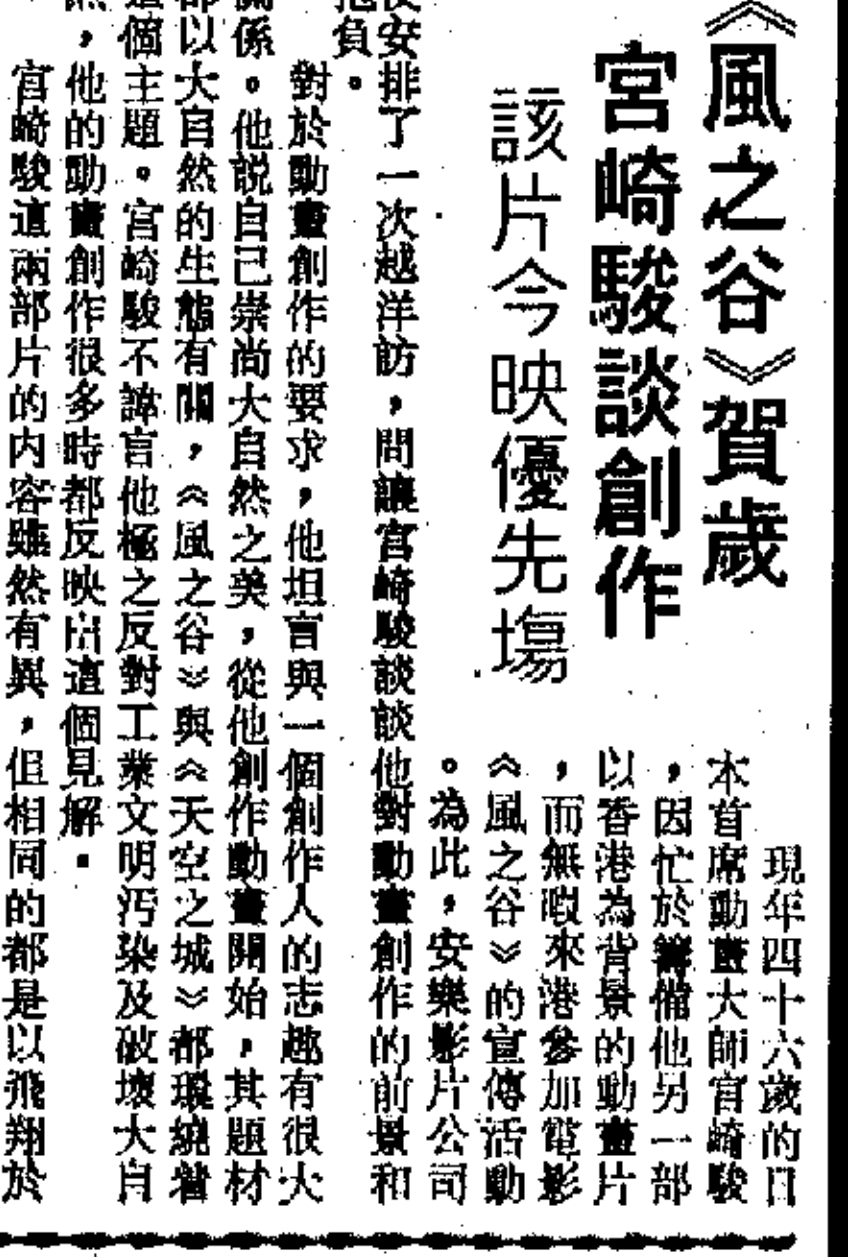 《風之谷》賀歲
宮崎駿談創作
該片今映優先塲
現年四十六歲的日
本首席動畫大師宮崎駿
，因忙於籌備他另一部
以香港為背景的動畫片
，而無暇來港參加電影
《風之谷》的宣傳活動
。為此，安樂影片公司
安排了一次越洋訪，問讓宮崎駿談談他對動畫創作的前景和
抱負。
對於動畫創作的要求，他坦言與一個創作人的志趣有很大
關係。他説自己崇尚大自然之美，從他創作動畫開始，其題材
都以大自然的生態有關，《風之谷》與《天空之城》都環繞着
這個主題。宮崎駿不諱言他極之反對工業文明污染及破壞大自
然，他的動畫創作很多時都反映出這個見解。
宮崎駿這兩部片的內容雖然有異，但相同的都是以飛翔於